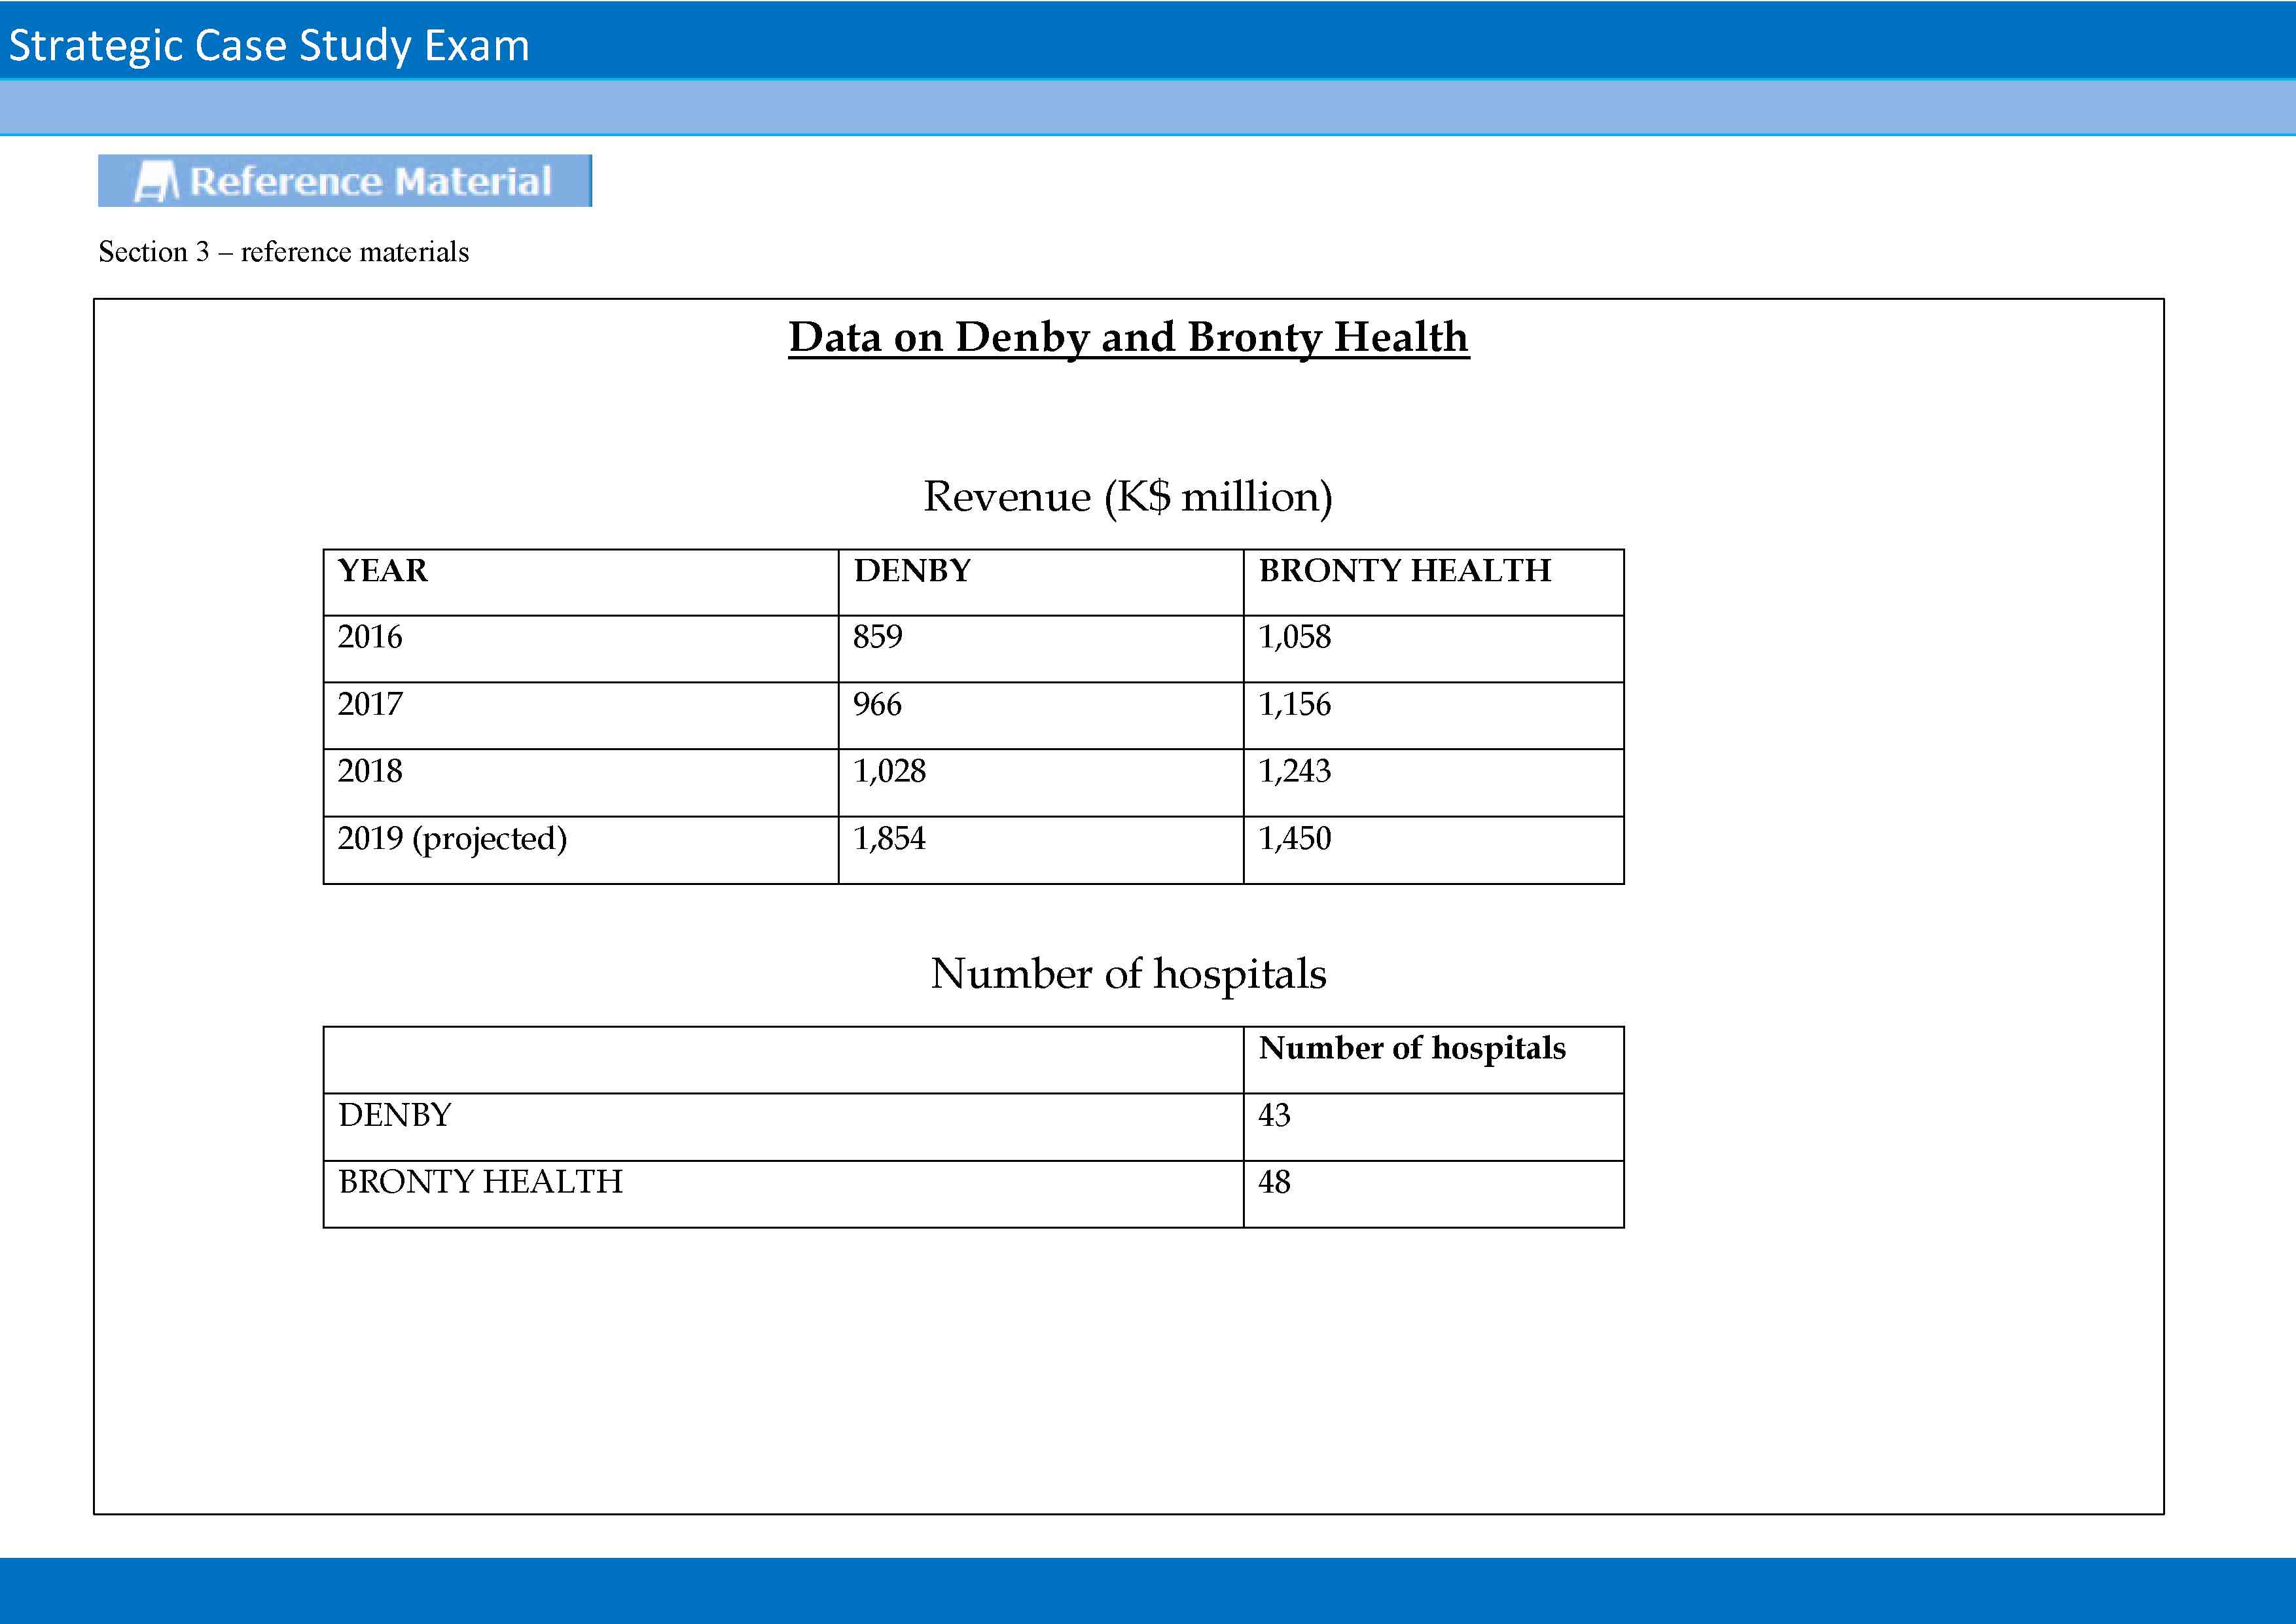 Strategic Case Study Exam
Reference Material
Section 3 – reference materials
Data on Denby and Bronty Health
Revenue (K$ million)
YEAR DENBY BRONTY HEALTH
2016 859 1,058
2017 966 1,156
2018 1,028 1,243
2019 (projected) 1,854 1,450
Number of hospitals
Number of hospitals
DENBY 43
BRONTY HEALTH 48